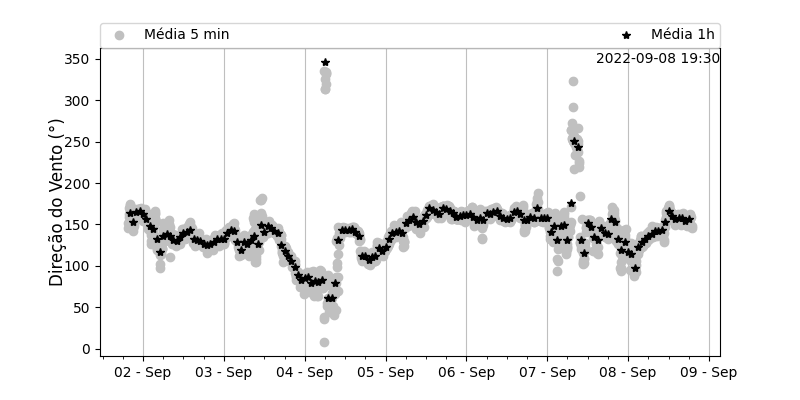 Média 5 min
Média 1h
2022-09-08 19:30
Direção do Vento (°)
350
300
250
200
150
100
50
0
02 - Sep
03 - Sep
04 - Sep
05 - Sep
06 - Sep
07 - Sep
08 - Sep
09 - Sep